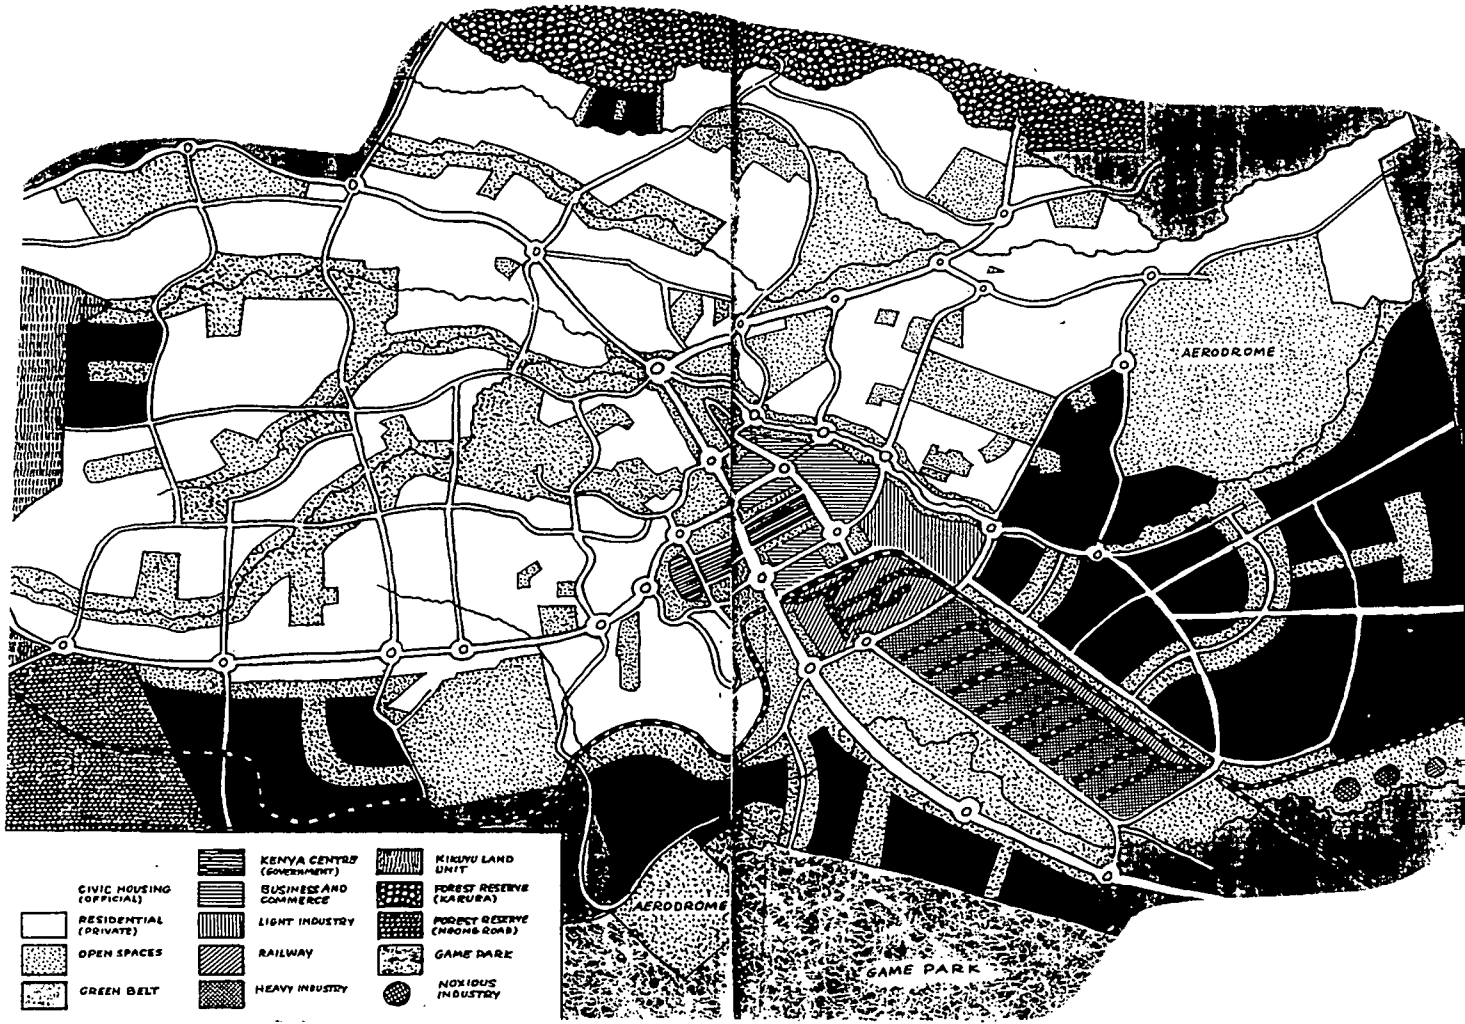 AERODROME
AERODROME
GAME PARK
CIVIC HOUSING
(OFFICIAL)
RESIDENTIAL
(PRIVATE)
OPEN SPACES
GREEN BELT
KENYA CENTRE
(GOVERNMENT)
BUSINESS AND
COMMERCE
LIGHT INDUSTRY
RAILWAY
HEAVY INDUSTRY
KIKUYU LAND
UNIT
FOREST RESERVE
(KARURA)
FOREST RESERVE
(NGONG ROAD)
GAME PARK
NOXIOUS
INDUSTRY